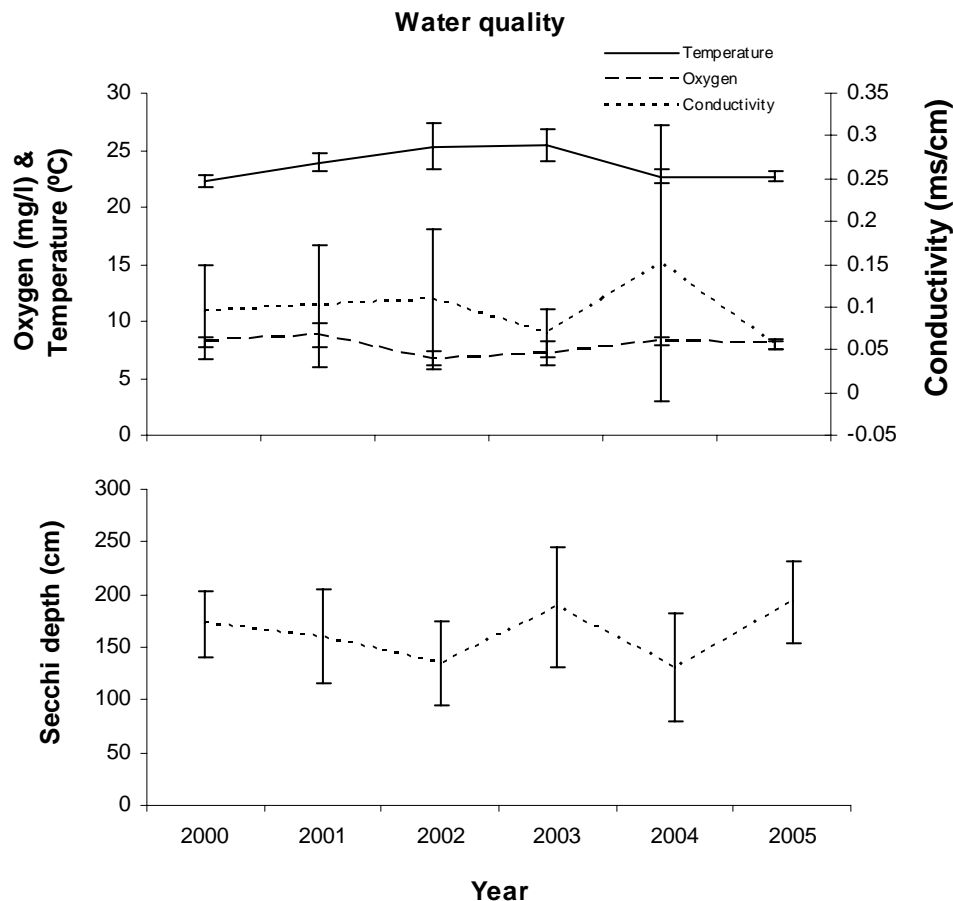 Water quality
Temperature
Oxygen
Conductivity
Oxygen (mg/l) &
Temperature (ºC)
30
25
20
15
10
5
0
0.35
0.3
0.25
0.2
0.15
0.1
0.05
0
-0.05
Conductivity (ms/cm)
Secchi depth (cm)
300
250
200
150
100
50
0
2000 2001 2002 2003 2004 2005
Year